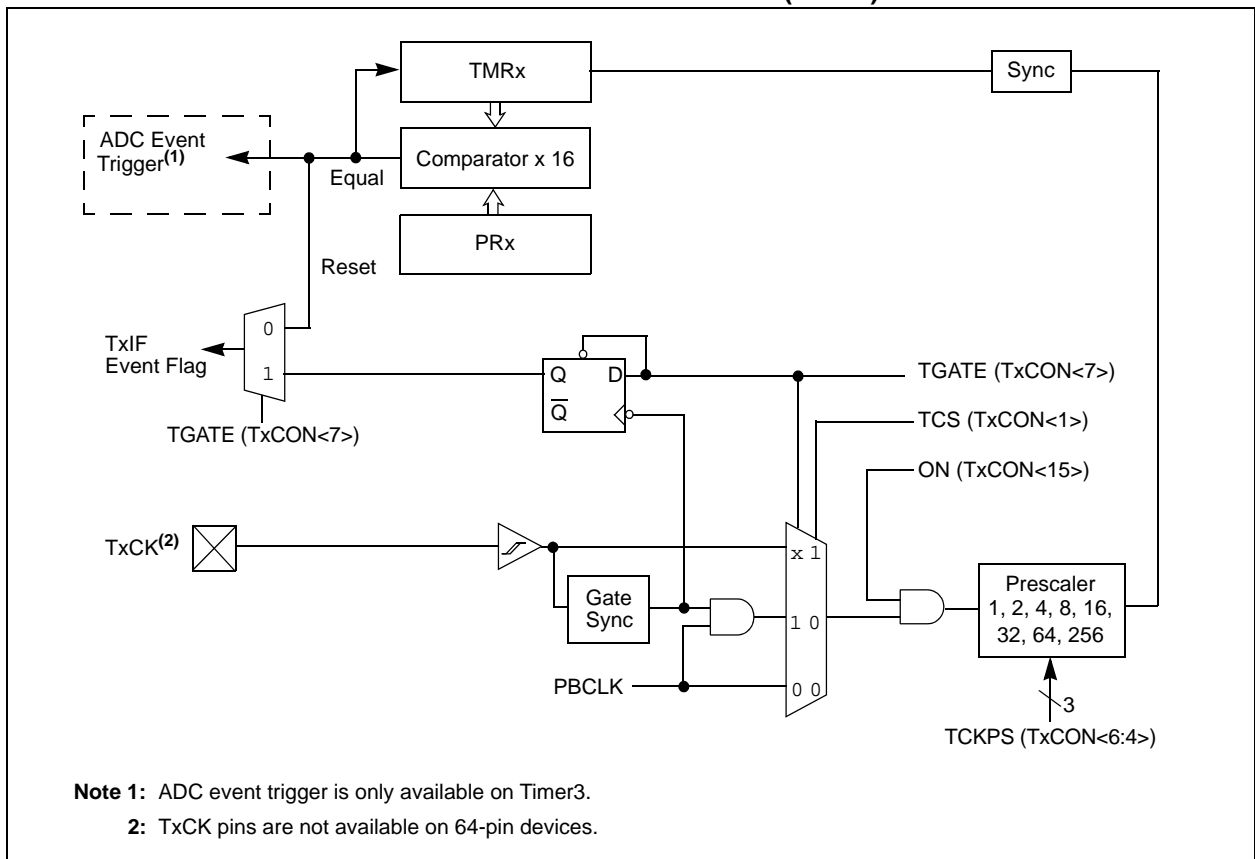 TMRx
Sync
ADC Event
Trigger(1)
Comparator x 16
Equal
PRx
Reset
0
TxIF
Event Flag
1
Q D
Q̅
TGATE (TxCON<7>)
TGATE (TxCON<7>)
TCS (TxCON<1>)
ON (TxCON<15>)
TxCK(2)
x 1
Gate
Sync
1 0
Prescaler
1, 2, 4, 8, 16,
32, 64, 256
PBCLK
0 0
3
TCKPS (TxCON<6:4>)
Note 1: ADC event trigger is only available on Timer3.
2: TxCK pins are not available on 64-pin devices.